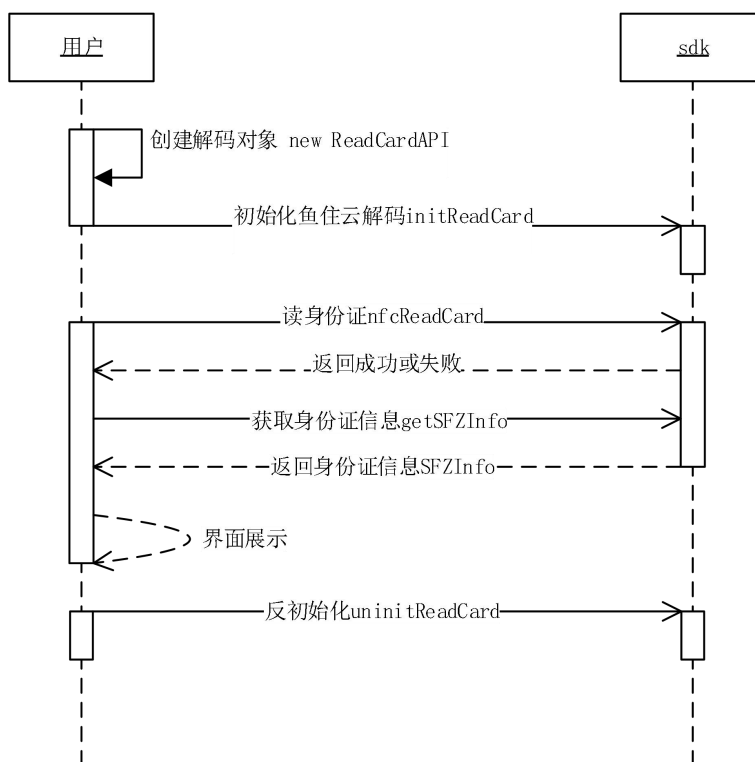 用户
sdk
创建解码对象 new ReadCardAPI
初始化鱼住云解码initReadCard
读身份证nfcReadCard
返回成功或失败
获取身份证信息getSFZInfo
返回身份证信息SFZInfo
界面展示
反初始化uninitReadCard